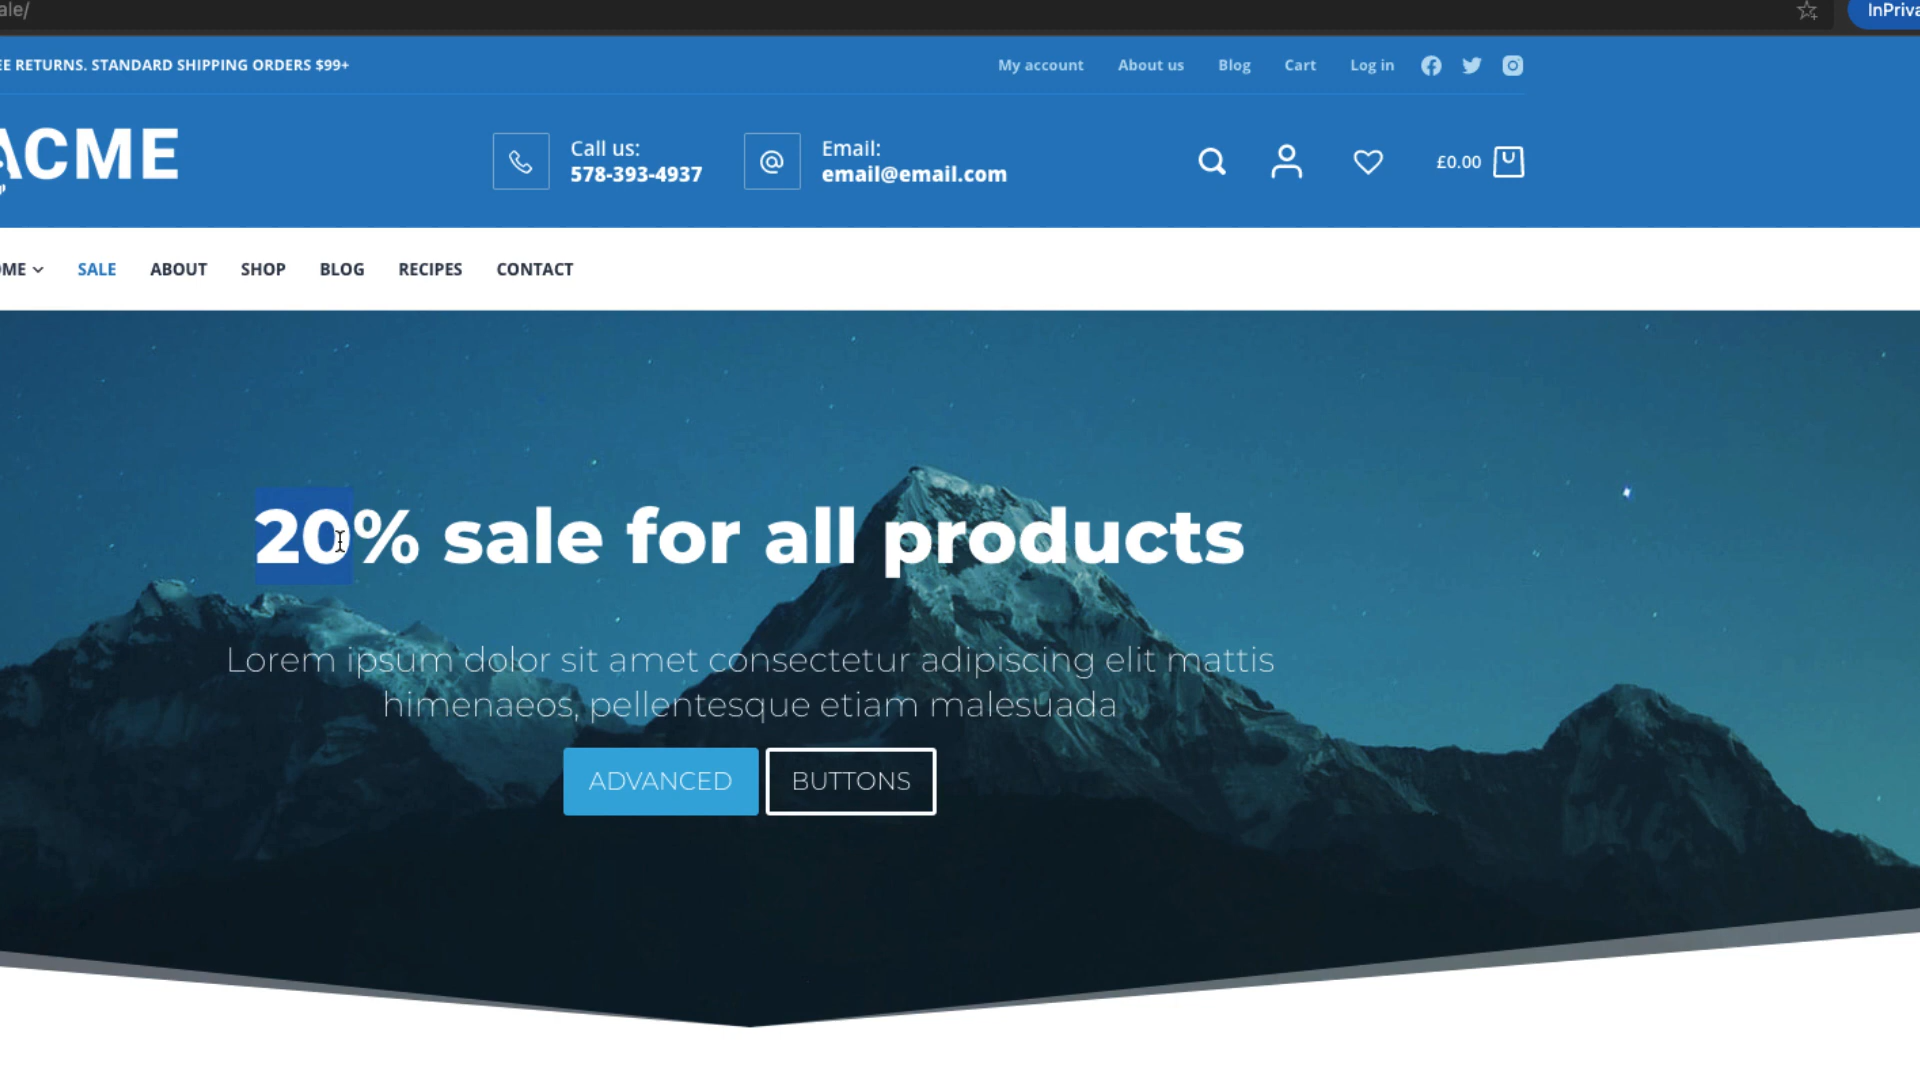 ale/
InPriva
EE RETURNS. STANDARD SHIPPING ORDERS $99+
My account About us Blog Cart Log in
ACME
Call us:
578-393-4937
Email:
email@email.com
£0.00
OME SALE ABOUT SHOP BLOG RECIPES CONTACT
20% sale for all products
Lorem ipsum dolor sit amet consectetur adipiscing elit mattis
himenaeos, pellentesque etiam malesuada
ADVANCED BUTTONS